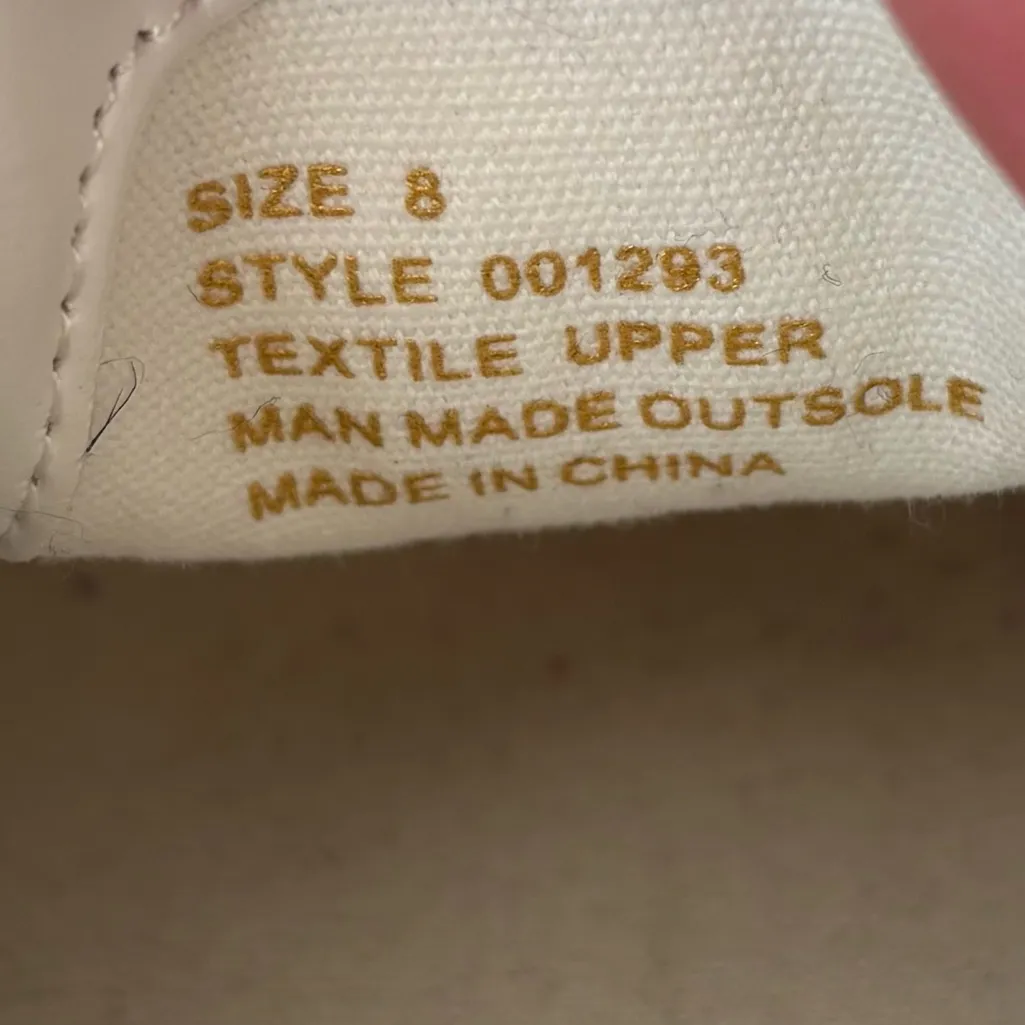 SIZE 8
STYLE 001293
TEXTILE UPPER
MAN MADE OUTSOLE
MADE IN CHINA